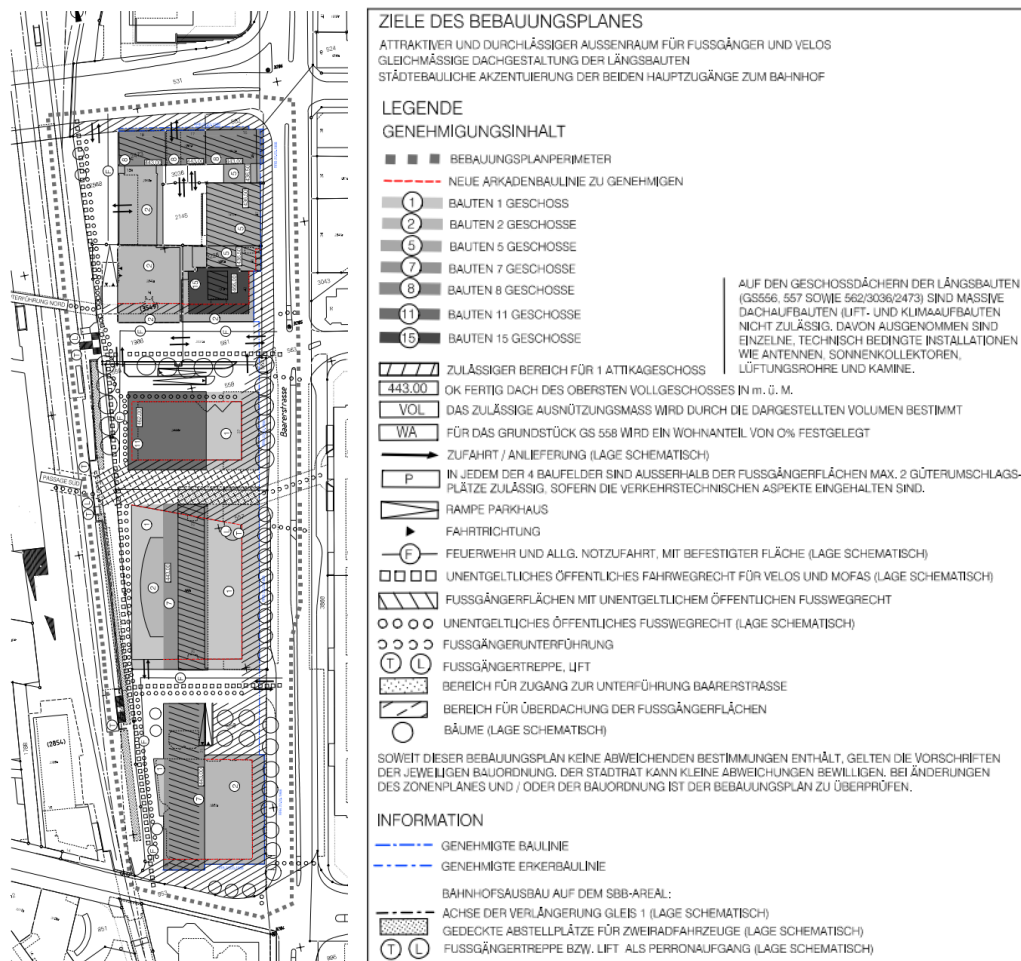 ZIELE DES BEBAUUNGSPLANES
ATTRAKTIVER UND DURCHLÄSSIGER AUSSENRAUM FÜR FUSSGÄNGER UND VELOS
GLEICHMÄSSIGE DACHGESTALTUNG DER LÄNGSBAUTEN
STÄDTEBAULICHE AKZENTUIERUNG DER BEIDEN HAUPTZUGÄNGE ZUM BAHNHOF
LEGENDE
GENEHMIGUNGSINHALT
BEBAUUNGSPLANPERIMETER
NEUE ARKADENBAULINIE ZU GENEHMIGEN
1 BAUTEN 1 GESCHOSS
2 BAUTEN 2 GESCHOSSE
5 BAUTEN 5 GESCHOSSE
7 BAUTEN 7 GESCHOSSE
8 BAUTEN 8 GESCHOSSE
11 BAUTEN 11 GESCHOSSE
15 BAUTEN 15 GESCHOSSE
AUF DEN GESCHOSSDÄCHERN DER LÄNGSBAUTEN
(GS556, 557 SOWIE 562/3036/2473) SIND MASSIVE
DACHAUFBAUTEN (LIFT- UND KLIMAAUFBAUTEN
NICHT ZULÄSSIG. DAVON AUSGENOMMEN SIND
EINZELNE, TECHNISCH BEDINGTE INSTALLATIONEN
WIE ANTENNEN, SONNENKOLLEKTOREN,
LÜFTUNGSROHRE UND KAMINE.
ZULÄSSIGER BEREICH FÜR 1 ATTIKAGESCHOSS
443.00 OK FERTIG DACH DES OBERSTEN VOLLGESCHOSSES IN m. ü. M.
VOL DAS ZULÄSSIGE AUSNÜTZUNGSMASS WIRD DURCH DIE DARGESTELLTEN VOLUMEN BESTIMMT
WA FÜR DAS GRUNDSTÜCK GS 558 WIRD EIN WOHNANTEIL VON 0% FESTGELEGT
ZUFAHRT / ANLIEFERUNG (LAGE SCHEMATISCH)
P IN JEDEM DER 4 BAUFELDER SIND AUSSERHALB DER FUSSGÄNGERFLÄCHEN MAX. 2 GÜTERUMSCHLAGS-
PLÄTZE ZULÄSSIG, SOFERN DIE VERKEHRSTECHNISCHEN ASPEKTE EINGEHALTEN SIND.
RAMPE PARKHAUS
FAHRTRICHTUNG
F FEUERWEHR UND ALLG. NOTZUFAHRT, MIT BEFESTIGTER FLÄCHE (LAGE SCHEMATISCH)
UNENTGELTLICHES ÖFFENTLICHES FAHRWEGRECHT FÜR VELOS UND MOFAS (LAGE SCHEMATISCH)
FUSSGÄNGERFLÄCHEN MIT UNENTGELTLICHEM ÖFFENTLICHEN FUSSWEGRECHT
UNENTGELTLICHES ÖFFENTLICHES FUSSWEGRECHT (LAGE SCHEMATISCH)
FUSSGÄNGERUNTERFÜHRUNG
T L FUSSGÄNGERTREPPE, LIFT
BEREICH FÜR ZUGANG ZUR UNTERFÜHRUNG BAARERSTRASSE
BEREICH FÜR ÜBERDACHUNG DER FUSSGÄNGERFLÄCHEN
BÄUME (LAGE SCHEMATISCH)
SOWEIT DIESER BEBAUUNGSPLAN KEINE ABWEICHENDEN BESTIMMUNGEN ENTHÄLT, GELTEN DIE VORSCHRIFTEN
DER JEWEILIGEN BAUORDNUNG. DER STADTRAT KANN KLEINE ABWEICHUNGEN BEWILLIGEN. BEI ÄNDERUNGEN
DES ZONENPLANES UND / ODER DER BAUORDNUNG IST DER BEBAUUNGSPLAN ZU ÜBERPRÜFEN.
INFORMATION
GENEHMIGTE BAULINIE
GENEHMIGTE ERKERBAULINIE
BAHNHOFSAUSBAU AUF DEM SBB-AREAL:
ACHSE DER VERLÄNGERUNG GLEIS 1 (LAGE SCHEMATISCH)
GEDECKTE ABSTELLPLÄTZE FÜR ZWEIRADFAHRZEUGE (LAGE SCHEMATISCH)
T L FUSSGÄNGERTREPPE BZW. LIFT ALS PERRONAUFGANG (LAGE SCHEMATISCH)
524
531
3036
2145
3043
Baarerstrasse
PASSAGE SÜD
(2854)